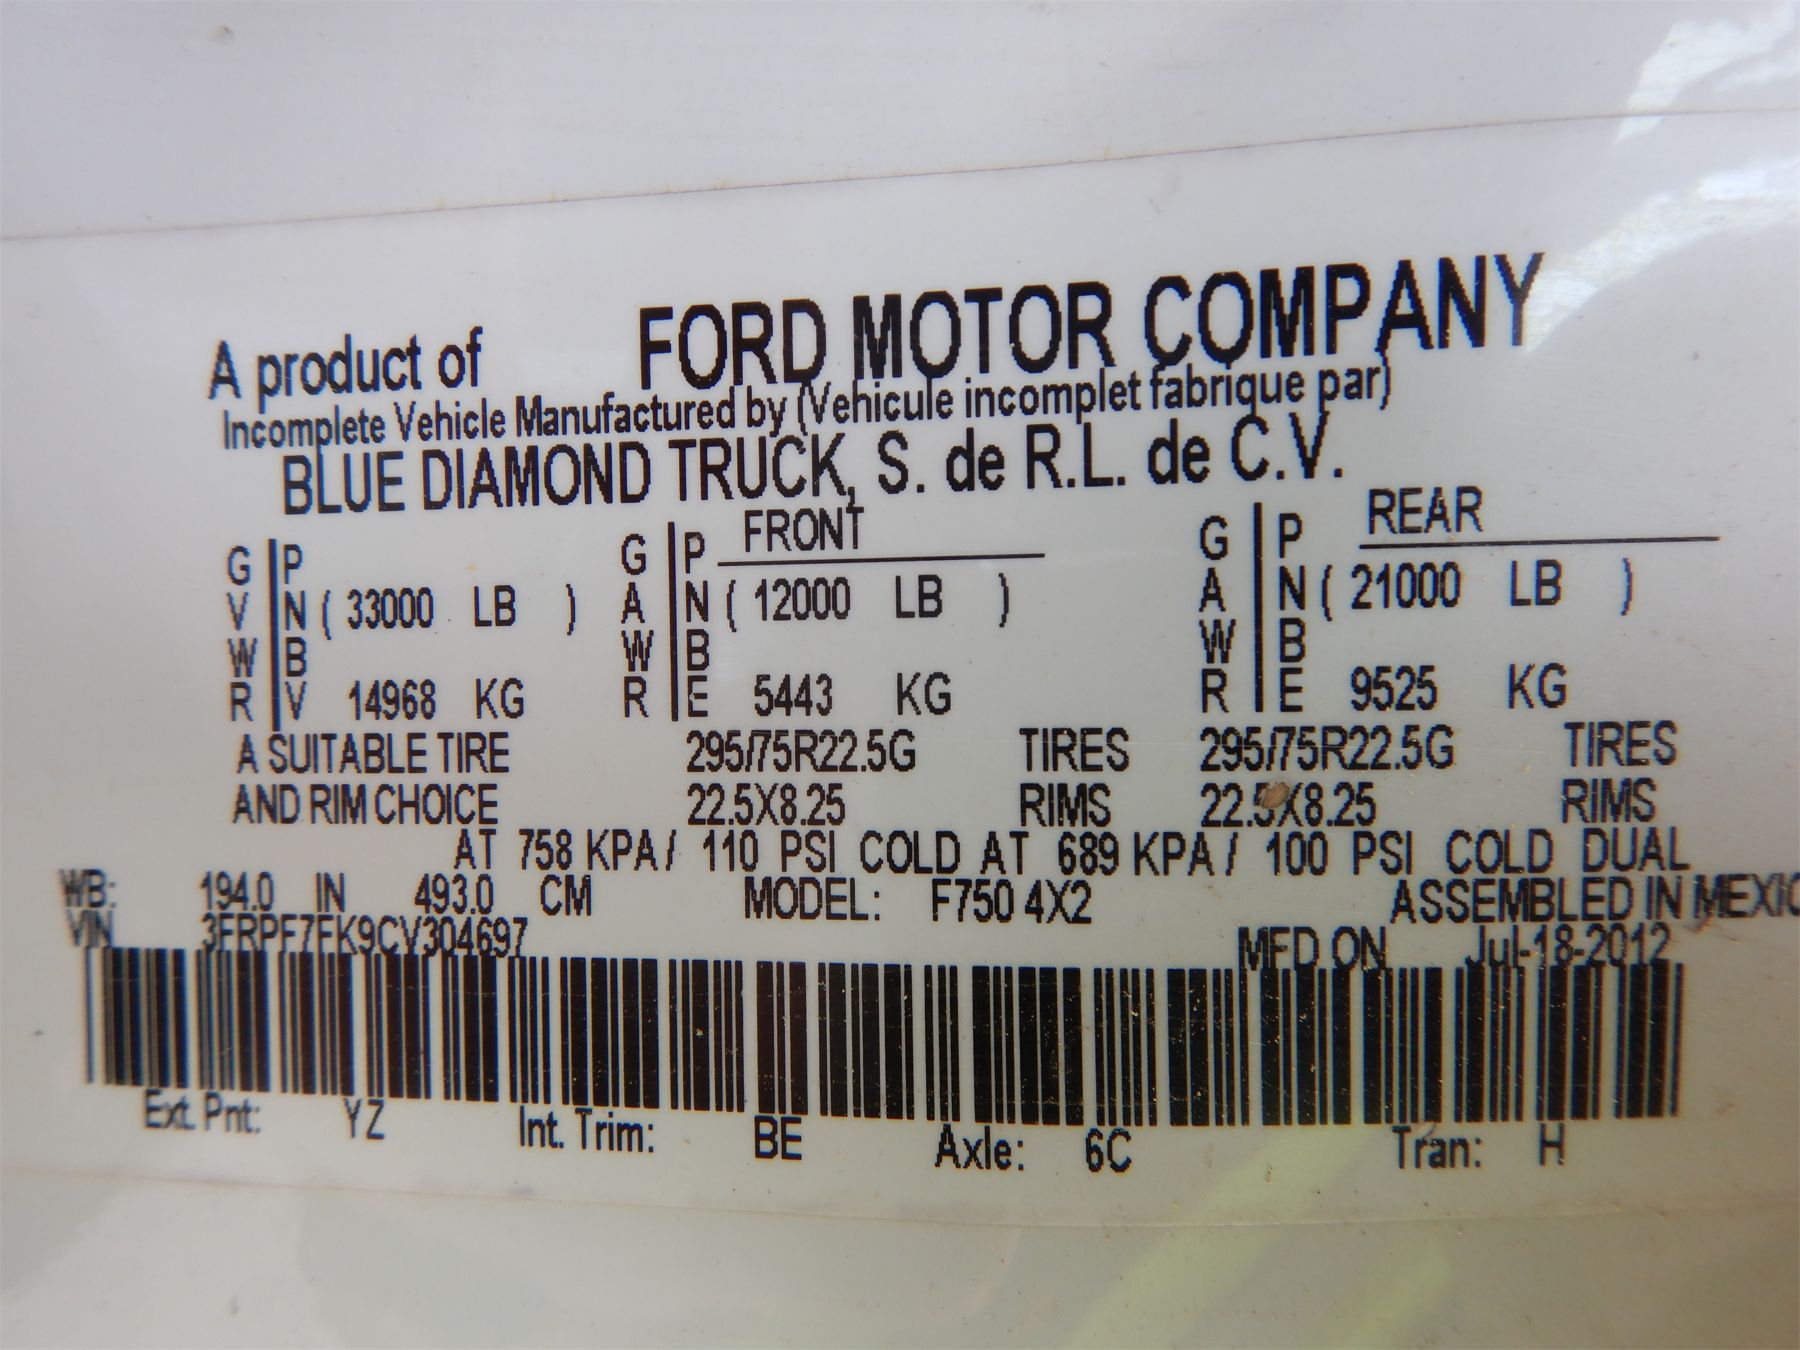 A product of FORD MOTOR COMPANY
Incomplete Vehicle Manufactured by (Vehicule incomplet fabrique par)
BLUE DIAMOND TRUCK, S. de R.L. de C.V.
FRONT REAR
G P G P G P
V N ( 33000 LB ) A N ( 12000 LB ) A N ( 21000 LB )
W B W B W B
R V 14968 KG R E 5443 KG R E 9525 KG
A SUITABLE TIRE 295/75R22.5G TIRES 295/75R22.5G TIRES
AND RIM CHOICE 22.5X8.25 RIMS 22.5X8.25 RIMS
AT 758 KPA/ 110 PSI COLD AT 689 KPA/ 100 PSI COLD DUAL
WB: 194.0 IN 493.0 CM MODEL: F750 4X2 ASSEMBLED IN MEXIC
VIN 3FRPF7FK9CV304697 MFD ON Jul-18-2012
Ext. Pnt: YZ Int. Trim: BE Axle: 6C Tran: H